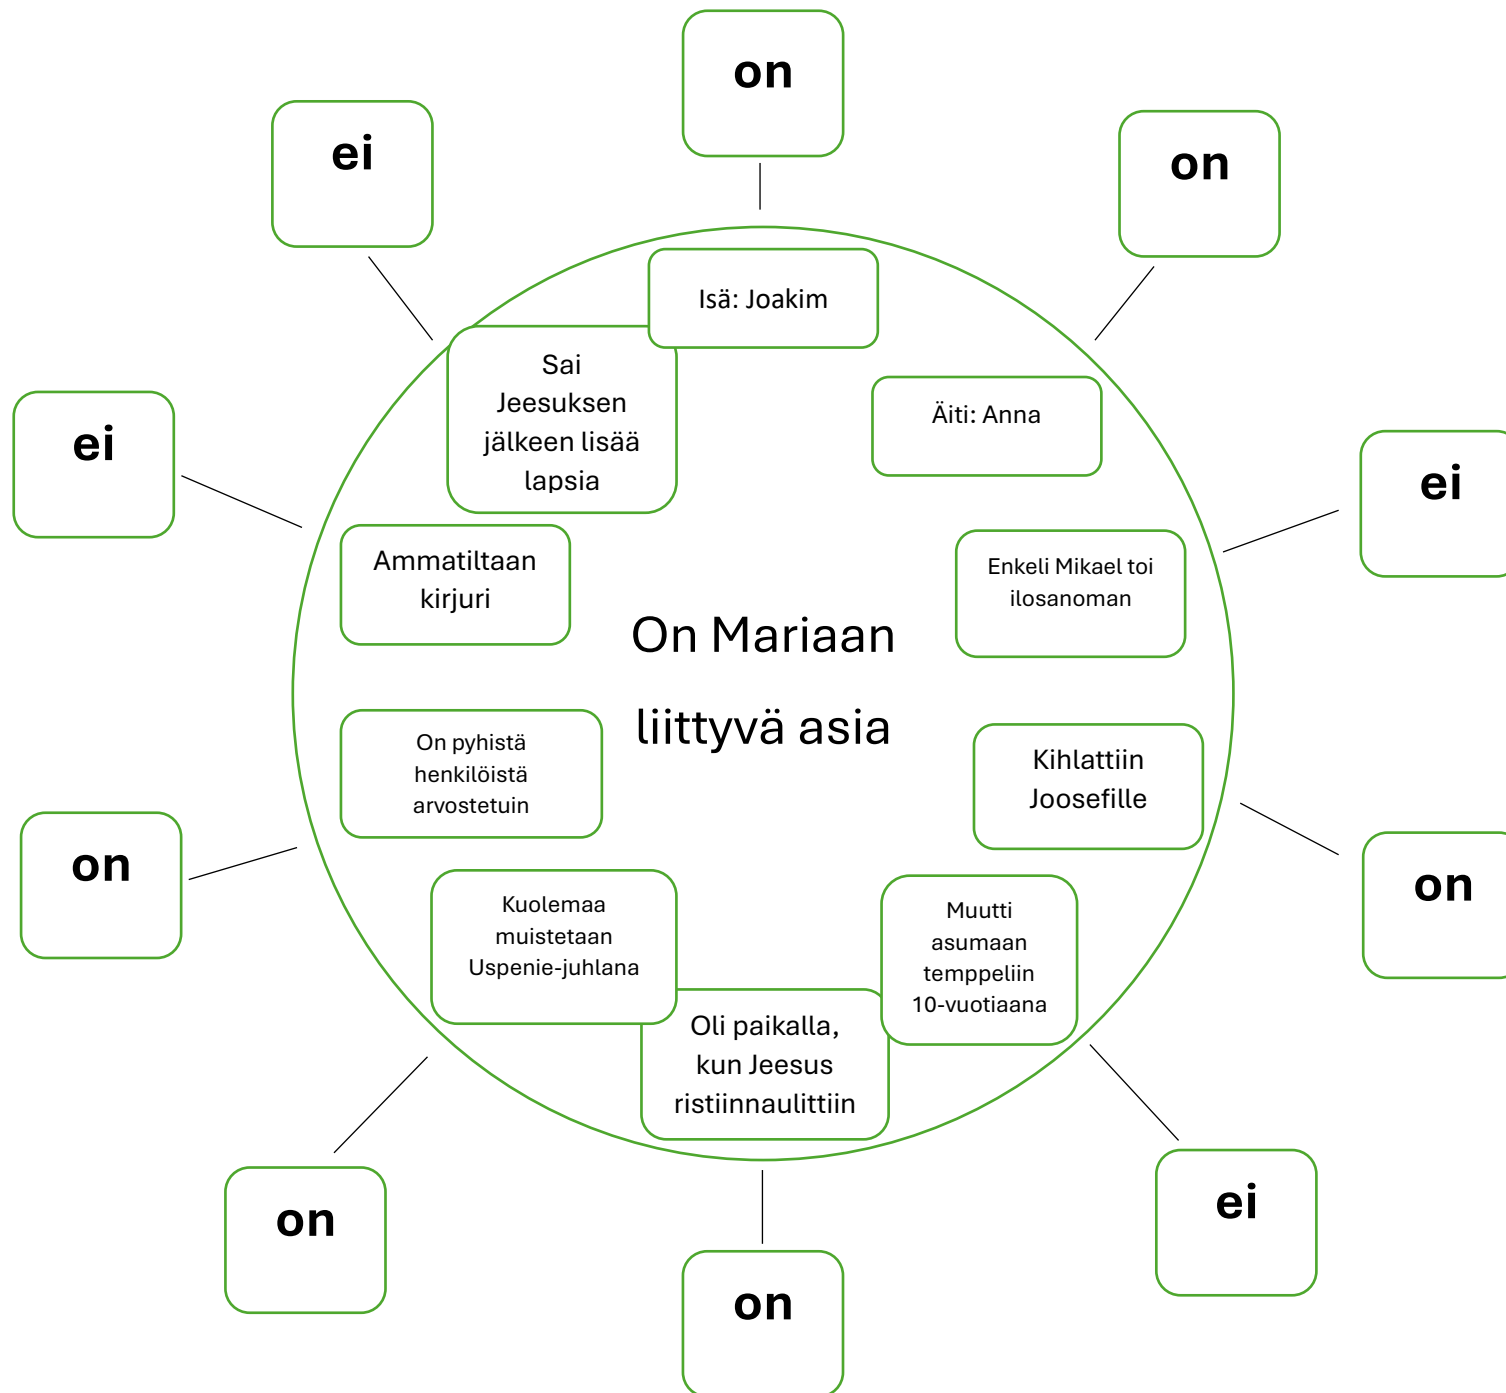 on
ei
on
Isä: Joakim
Sai
Jeesuksen
jälkeen lisää
lapsia
Äiti: Anna
ei
ei
Ammatiltaan
kirjuri
Enkeli Mikael toi
ilosanoman
On Mariaan
liittyvä asia
On pyhistä
henkilöistä
arvostetuin
Kihlattiin
Joosefille
on
on
Kuolemaa
muistetaan
Uspenie-juhlana
Muutti
asumaan
temppeliin
10-vuotiaana
Oli paikalla,
kun Jeesus
ristiinnaulittiin
on
ei
on